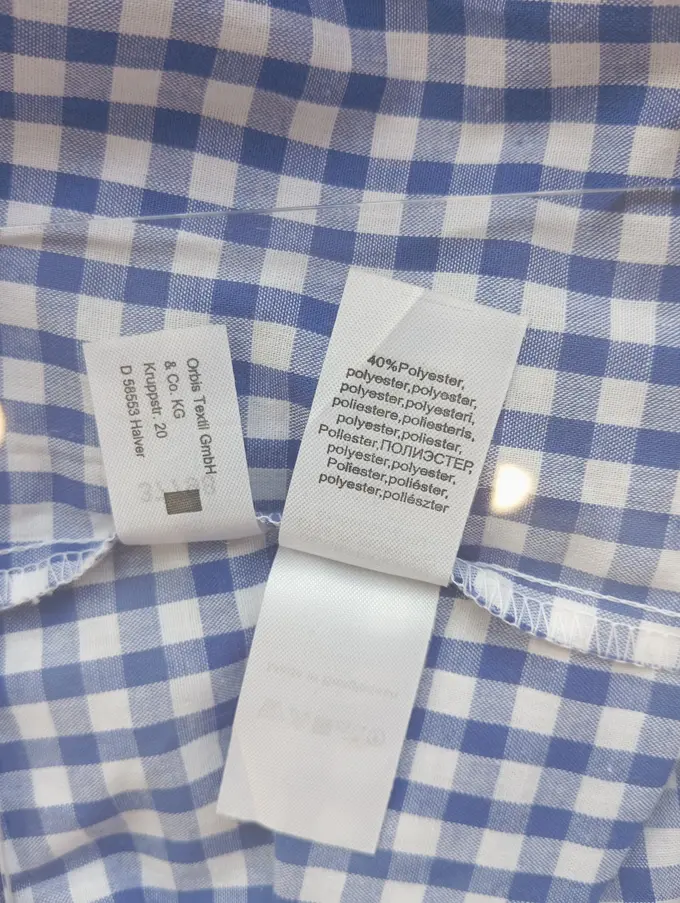 Orbis Textil GmbH
& Co. KG
Kruppstr. 20
D 58553 Halver
40%Polyester,
polyester,polyester,
polyester,polyesteri,
poliestere,poliesteris,
polyester,poliester,
Poliester,ПОЛИЭСТЕР,
polyester,polyester,
Poliester,poliéster,
polyester,poliészter